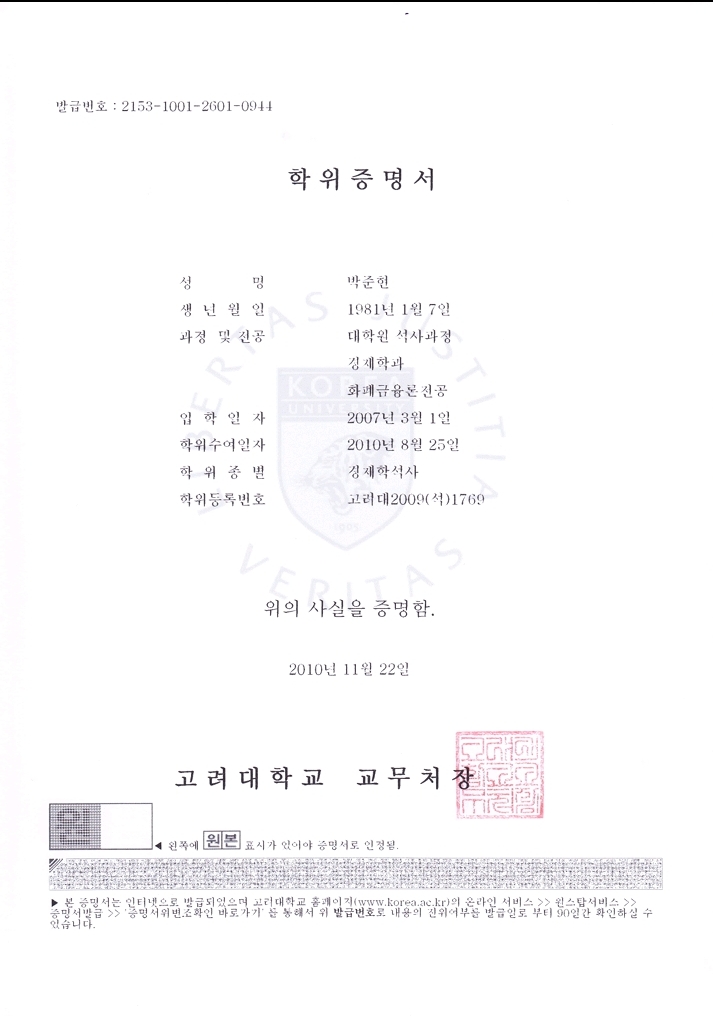 발급번호 : 2153-1001-2601-0944
학위증명서
성 명 박준현
생 년 월 일 1981년 1월 7일
과정 및 전공 대학원 석사과정
경제학과
화폐금융론전공
입 학 일 자 2007년 3월 1일
학위수여일자 2010년 8월 25일
학 위 종 별 경제학석사
학위등록번호 고려대2009(석)1769
LIBERTAS JUSTITIA VERITAS
KOREA
UNIVERSITY
1905
위의 사실을 증명함.
2010년 11월 22일
고려대학교 교무처장
◀ 왼쪽에 원본 표시가 있어야 증명서로 인정됨.
▶ 본 증명서는 인터넷으로 발급되었으며 고려대학교 홈페이지(www.korea.ac.kr)의 온라인 서비스 >> 원스탑서비스 >>
증명서발급 >> '증명서위변조확인 바로가기' 를 통해서 위 발급번호로 내용의 진위여부를 발급일로 부터 90일간 확인하실 수
있습니다.